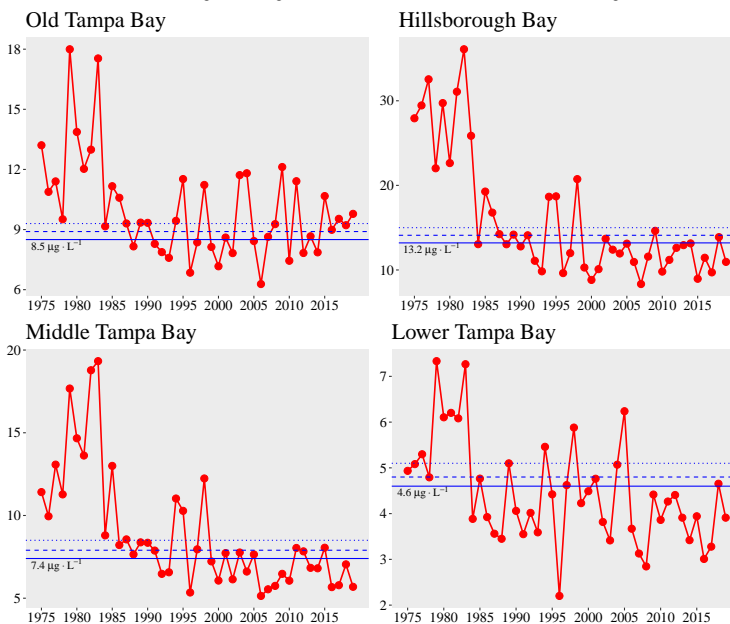 Old Tampa Bay
18
15
12
9
6
8.5 μg · L⁻¹
1975 1980 1985 1990 1995 2000 2005 2010 2015
Hillsborough Bay
30
20
10
13.2 μg · L⁻¹
1975 1980 1985 1990 1995 2000 2005 2010 2015
Middle Tampa Bay
20
15
10
5
7.4 μg · L⁻¹
1975 1980 1985 1990 1995 2000 2005 2010 2015
Lower Tampa Bay
7
6
5
4
3
2
4.6 μg · L⁻¹
1975 1980 1985 1990 1995 2000 2005 2010 2015